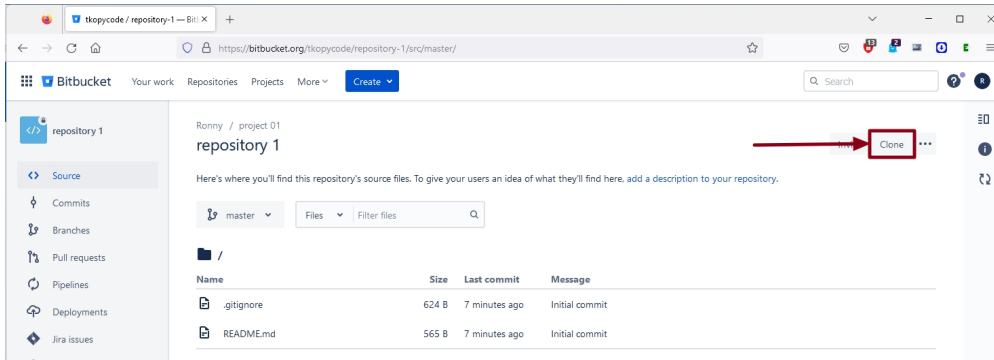 tkopycode / repository-1 — Bit
https://bitbucket.org/tkopycode/repository-1/src/master/
13
2
Bitbucket Your work Repositories Projects More Create Search ? R
</> repository 1
Ronny / project 01
repository 1
Clone
Source
Here's where you'll find this repository's source files. To give your users an idea of what they'll find here, add a description to your repository.
Commits
master Files Filter files
Branches
Pull requests
/
Name Size Last commit Message
Pipelines
.gitignore 624 B 7 minutes ago Initial commit
Deployments
README.md 565 B 7 minutes ago Initial commit
Jira issues